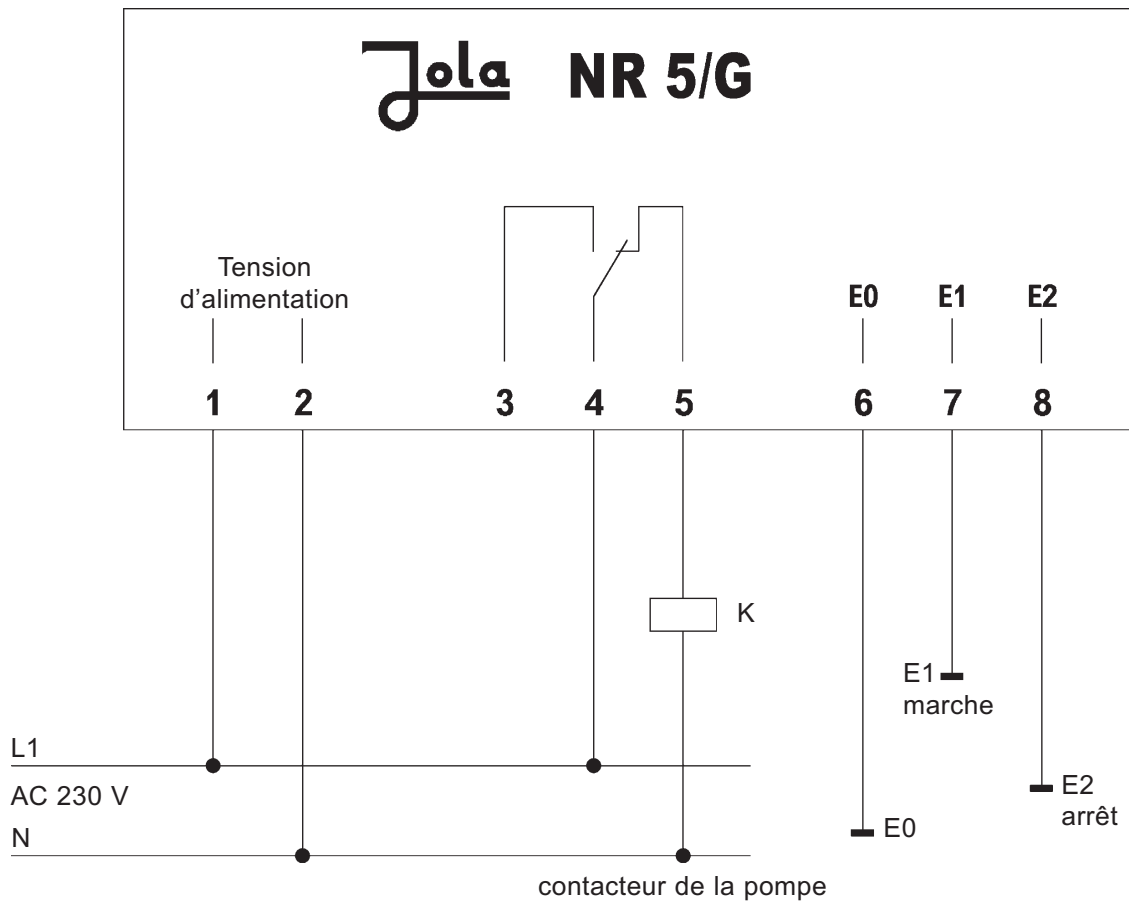 Jola NR 5/G
Tension
d'alimentation
E0 E1 E2
1 2 3 4 5 6 7 8
K
E1
marche
L1
AC 230 V
E2
arrêt
N
E0
contacteur de la pompe